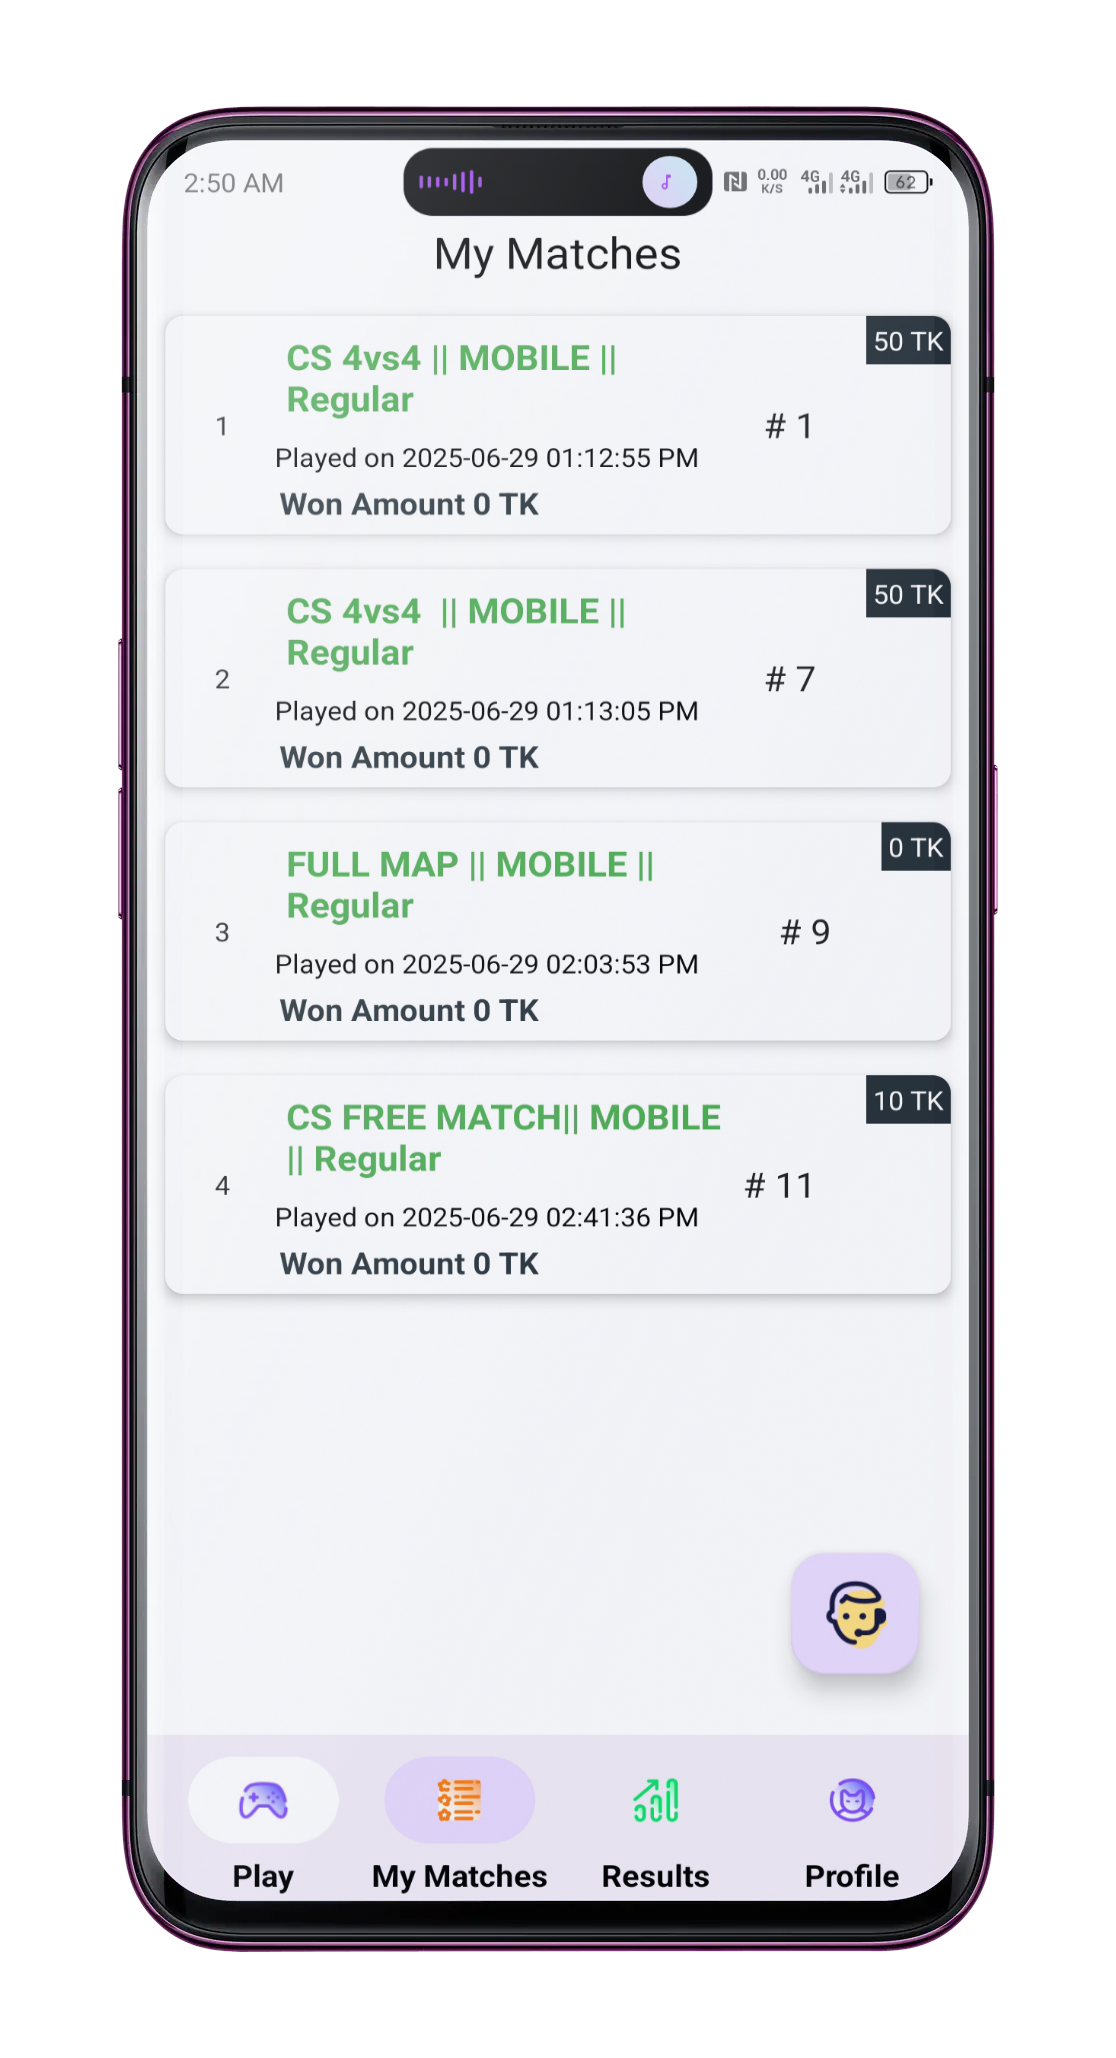 2:50 AM
0.00
K/S
4G
4G
62
My Matches
50 TK
CS 4vs4 || MOBILE ||
Regular
1
# 1
Played on 2025-06-29 01:12:55 PM
Won Amount 0 TK
50 TK
CS 4vs4  || MOBILE ||
Regular
2
# 7
Played on 2025-06-29 01:13:05 PM
Won Amount 0 TK
0 TK
FULL MAP || MOBILE ||
Regular
3
# 9
Played on 2025-06-29 02:03:53 PM
Won Amount 0 TK
10 TK
CS FREE MATCH|| MOBILE
|| Regular
4
# 11
Played on 2025-06-29 02:41:36 PM
Won Amount 0 TK
Play
My Matches
Results
Profile